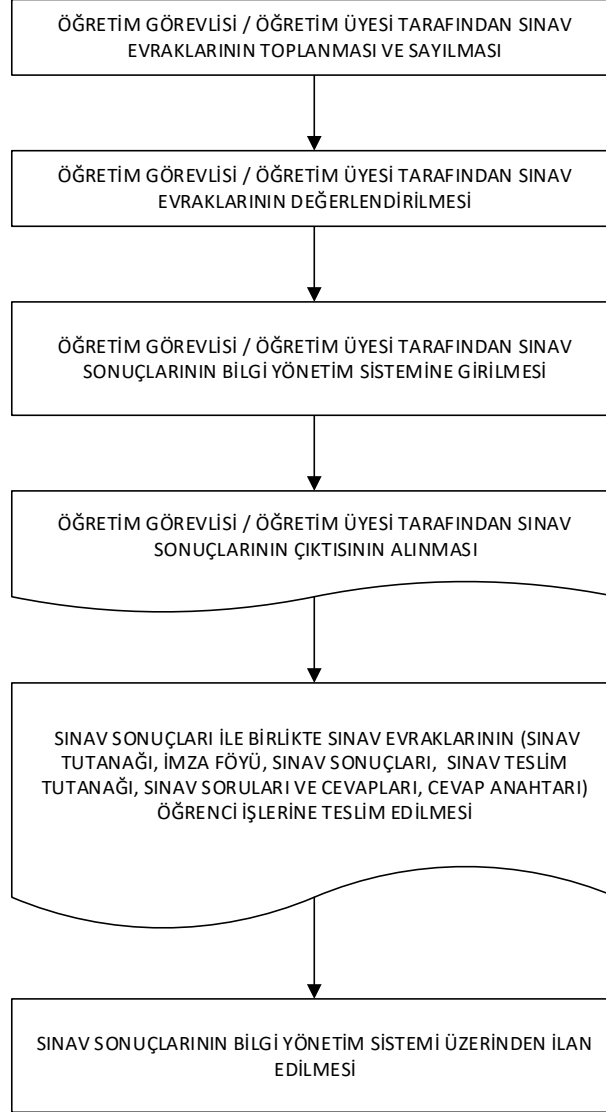 ÖĞRETİM GÖREVLİSİ / ÖĞRETİM ÜYESİ TARAFINDAN SINAV
EVRAKLARININ TOPLANMASI VE SAYILMASI
ÖĞRETİM GÖREVLİSİ / ÖĞRETİM ÜYESİ TARAFINDAN SINAV
EVRAKLARININ DEĞERLENDİRİLMESİ
ÖĞRETİM GÖREVLİSİ / ÖĞRETİM ÜYESİ TARAFINDAN SINAV
SONUÇLARININ BİLGİ YÖNETİM SİSTEMİNE GİRİLMESİ
ÖĞRETİM GÖREVLİSİ / ÖĞRETİM ÜYESİ TARAFINDAN SINAV
SONUÇLARININ ÇIKTISININ ALINMASI
SINAV SONUÇLARI İLE BİRLİKTE SINAV EVRAKLARININ (SINAV
TUTANAĞI, İMZA FÖYÜ, SINAV SONUÇLARI, SINAV TESLİM
TUTANAĞI, SINAV SORULARI VE CEVAPLARI, CEVAP ANAHTARI)
ÖĞRENCİ İŞLERİNE TESLİM EDİLMESİ
SINAV SONUÇLARININ BİLGİ YÖNETİM SİSTEMİ ÜZERİNDEN İLAN
EDİLMESİ